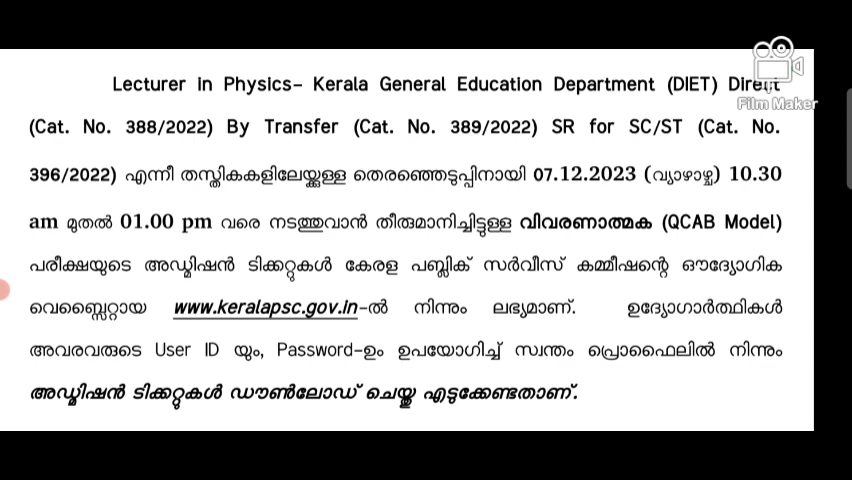 Lecturer in Physics- Kerala General Education Department (DIET) Direct
(Cat. No. 388/2022) By Transfer (Cat. No. 389/2022) SR for SC/ST (Cat. No.
396/2022) എന്നീ തസ്തികകളിലേയ്ക്കുള്ള തെരഞ്ഞെടുപ്പിനായി 07.12.2023 (വ്യാഴാഴ്ച) 10.30
am മുതൽ 01.00 pm വരെ നടത്തുവാൻ തീരുമാനിച്ചിട്ടുള്ള വിവരണാത്മക (QCAB Model)
പരീക്ഷയുടെ അഡ്മിഷൻ ടിക്കറ്റുകൾ കേരള പബ്ലിക് സർവീസ് കമ്മീഷന്റെ ഔദ്യോഗിക
വെബ്സൈറ്റായ www.keralapsc.gov.in-ൽ നിന്നും ലഭ്യമാണ്. ഉദ്യോഗാർത്ഥികൾ
അവരവരുടെ User ID യും, Password-ഉം ഉപയോഗിച്ച് സ്വന്തം പ്രൊഫൈലിൽ നിന്നും
അഡ്മിഷൻ ടിക്കറ്റുകൾ ഡൗൺലോഡ് ചെയ്തു എടുക്കേണ്ടതാണ്.
Film Maker